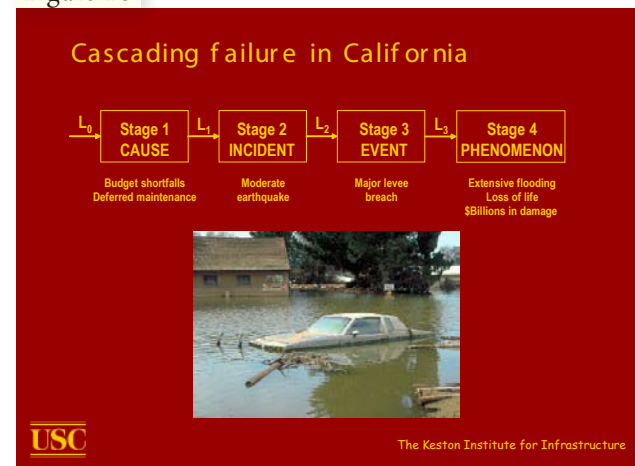 Cascading failure in California
L0 L1 L2 L3
Stage 1 Stage 2 Stage 3 Stage 4
CAUSE INCIDENT EVENT PHENOMENON
Budget shortfalls Moderate Major levee Extensive flooding
Deferred maintenance earthquake breach Loss of life
$Billions in damage
USC
The Keston Institute for Infrastructure